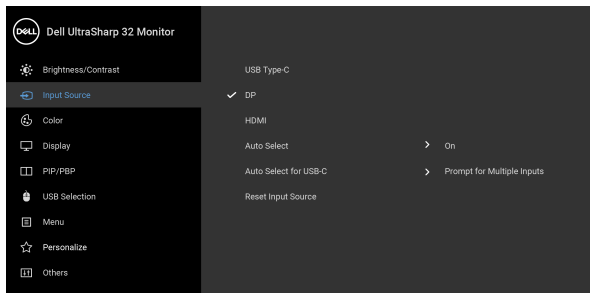 DELL Dell UltraSharp 32 Monitor
Brightness/Contrast USB Type-C
Input Source DP
Color HDMI
Display Auto Select On
PIP/PBP Auto Select for USB-C Prompt for Multiple Inputs
USB Selection Reset Input Source
Menu
Personalize
Others